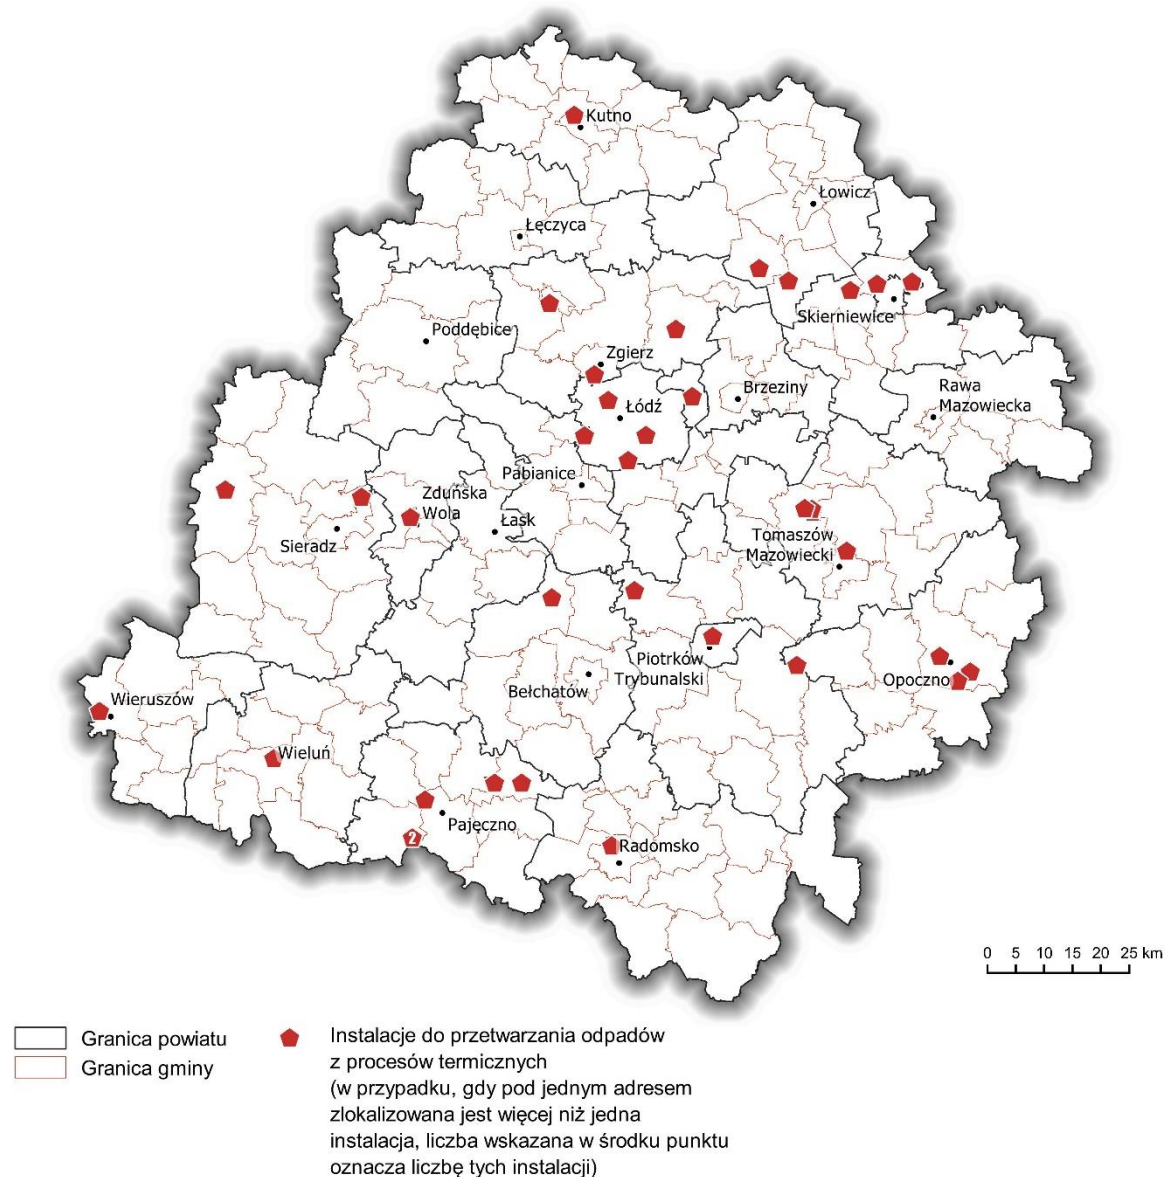 Kutno
Łowicz
Łęczyca
Skierniewice
Poddębice
Zgierz
Brzeziny
Rawa
Mazowiecka
Łódź
Pabianice
Zduńska
Wola
Łask
Sieradz
Tomaszów
Mazowiecki
Piotrków
Trybunalski
Opoczno
Bełchatów
Wieruszów
Wieluń
Pajęczno
2
Radomsko
0 5 10 15 20 25 km
Granica powiatu
Granica gminy
Instalacje do przetwarzania odpadów
z procesów termicznych
(w przypadku, gdy pod jednym adresem
zlokalizowana jest więcej niż jedna
instalacja, liczba wskazana w środku punktu
oznacza liczbę tych instalacji)